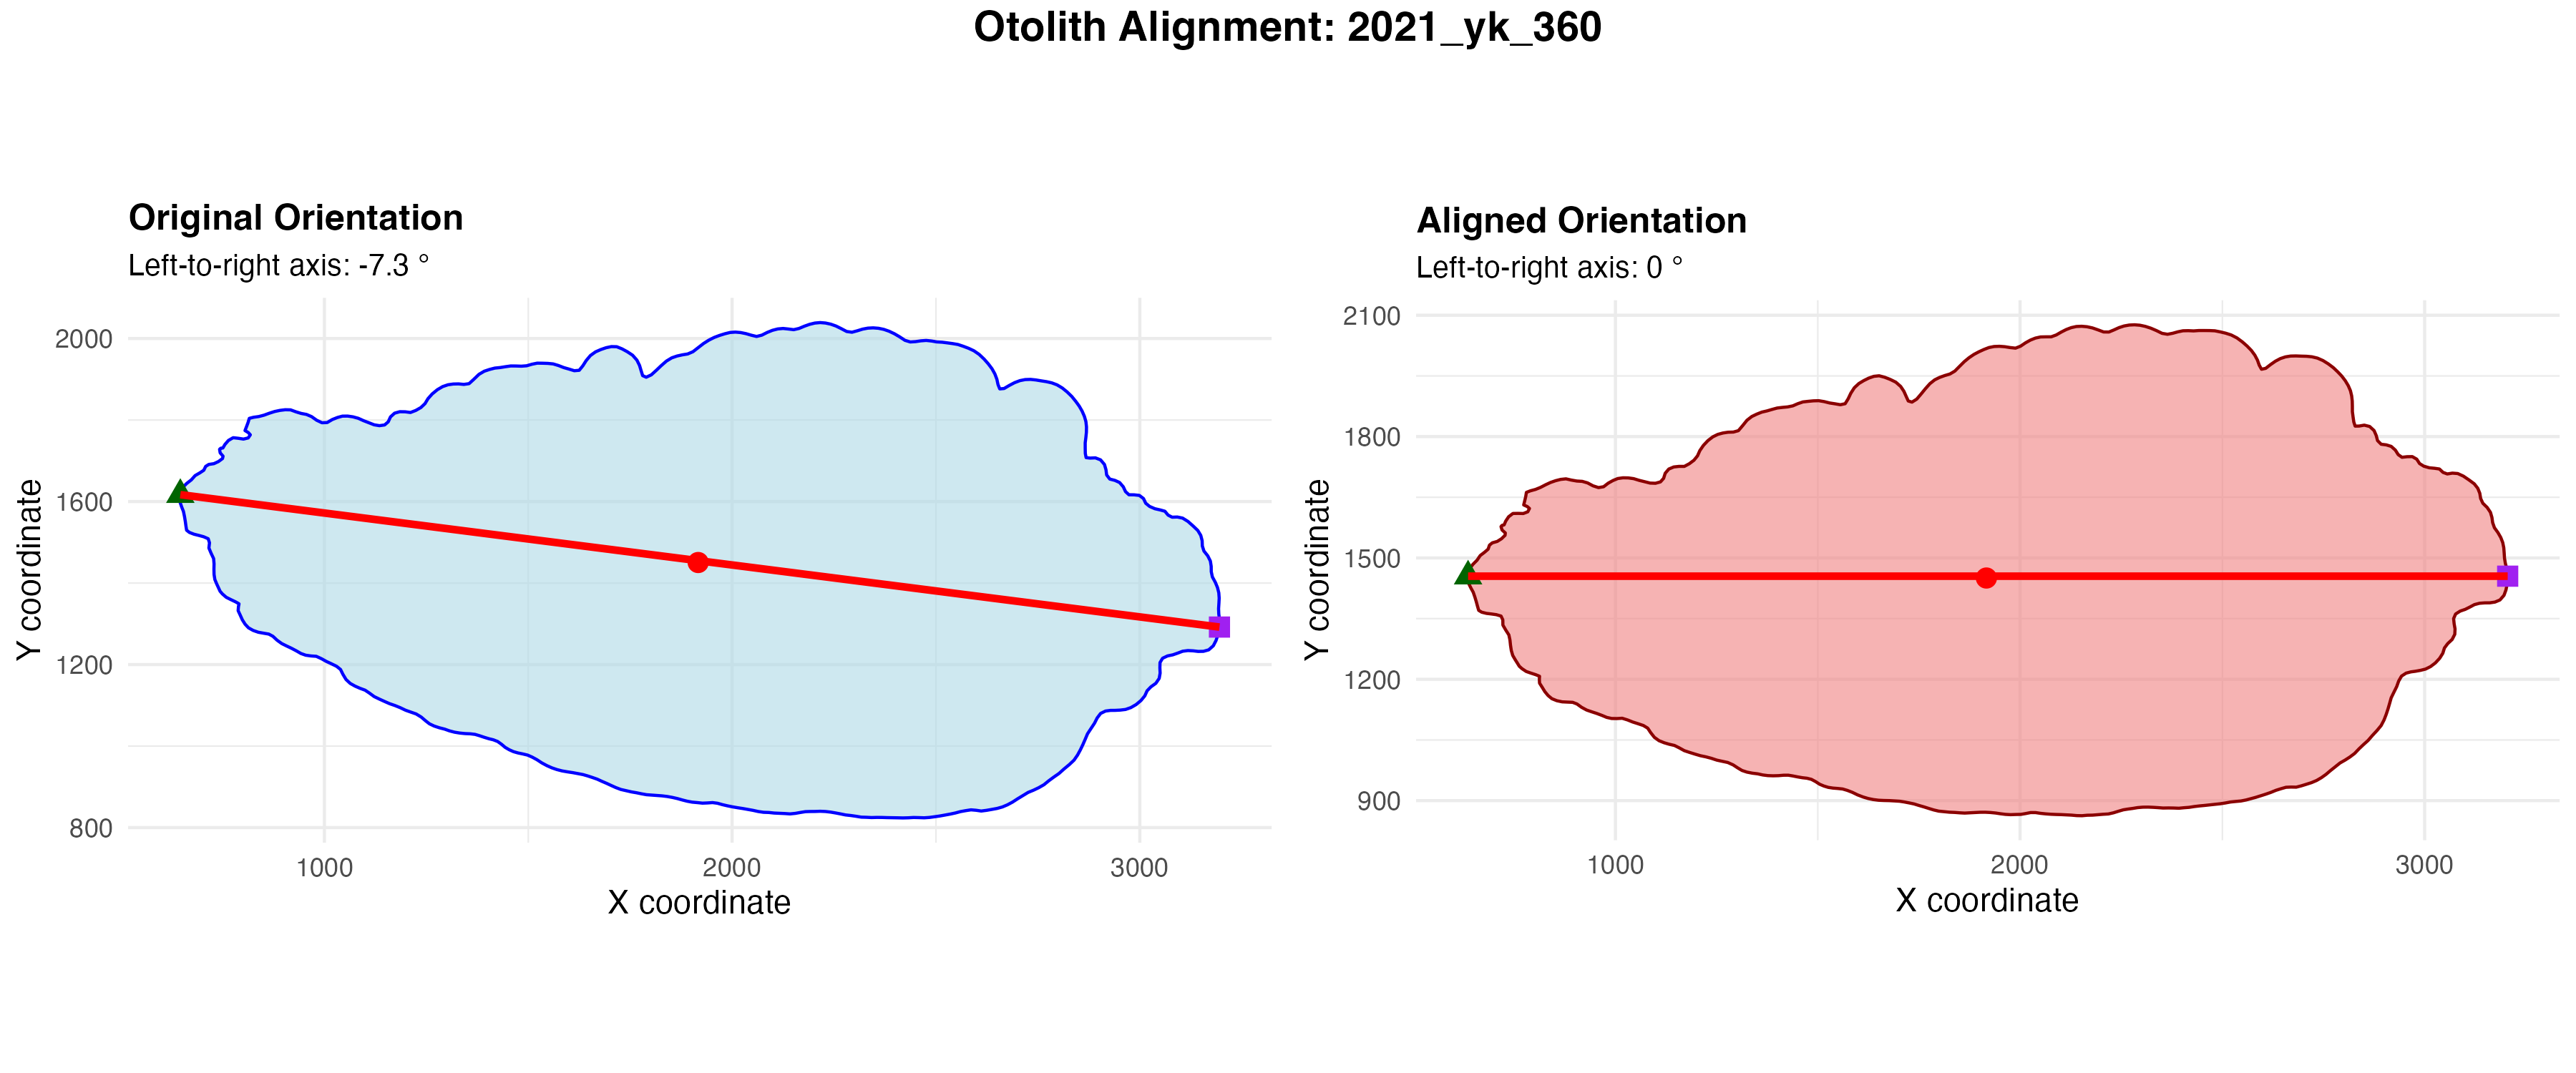 Otolith Alignment: 2021_yk_360
Original Orientation
Left-to-right axis: -7.3 °
2000
1600
1200
800
Y coordinate
1000
2000
3000
X coordinate
Aligned Orientation
Left-to-right axis: 0 °
2100
1800
1500
1200
900
Y coordinate
1000
2000
3000
X coordinate